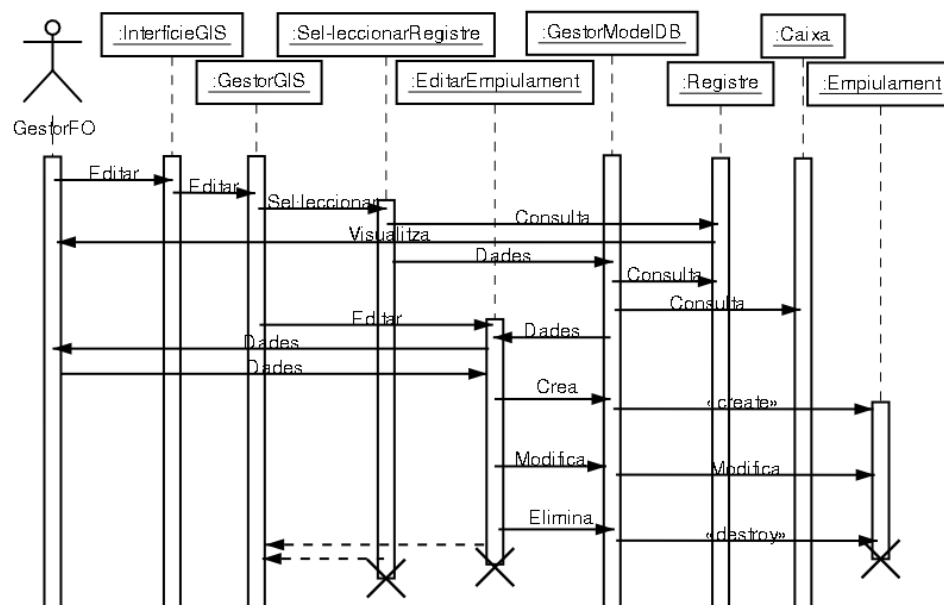 :InterfícieGIS
:Sel·leccionarRegistre
:GestorModelDB
:Caixa
:GestorGIS
:EditarEmpiulament
:Registre
:Empiulament
GestorFO
Editar
Editar
Sel·leccionar
Consulta
Visualitza
Dades
Consulta
Consulta
Editar
Dades
Dades
Dades
Crea
«create»
Modifica
Modifica
Elimina
«destroy»